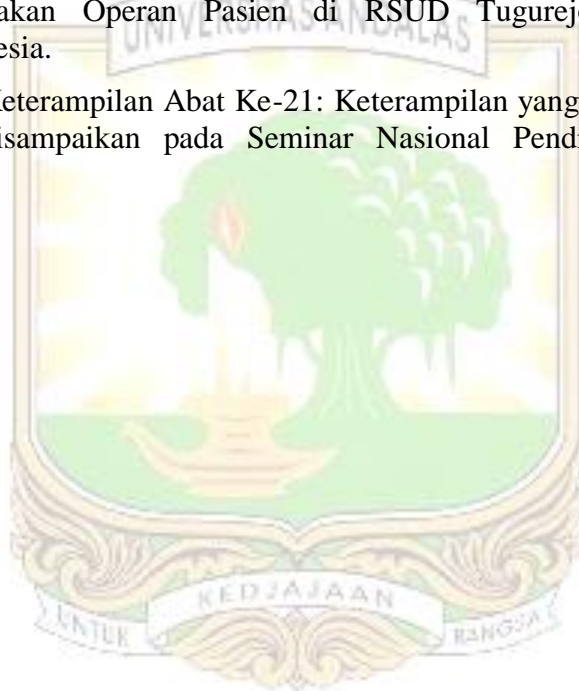 akan Operan Pasien di RSUD Tugurej
esia.
Keterampilan Abat Ke-21: Keterampilan yang
isampaikan pada Seminar Nasional Pendi
UNIVERSITAS ANDALAS
UNTUK KEDJAJAAN BANGSA